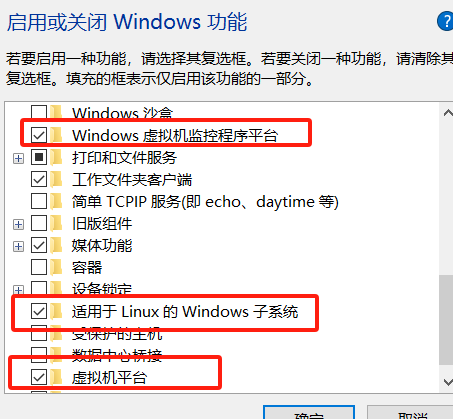 启用或关闭 Windows 功能
若要启用一种功能，请选择其复选框。若要关闭一种功能，请清除其
复选框。填充的框表示仅启用该功能的一部分。
Windows 沙盒
Windows 虚拟机监控程序平台
打印和文件服务
工作文件夹客户端
简单 TCPIP 服务(即 echo、daytime 等)
旧版组件
媒体功能
容器
设备锁定
适用于 Linux 的 Windows 子系统
受保护的主机
数据中心桥接
虚拟机平台
确定 取消